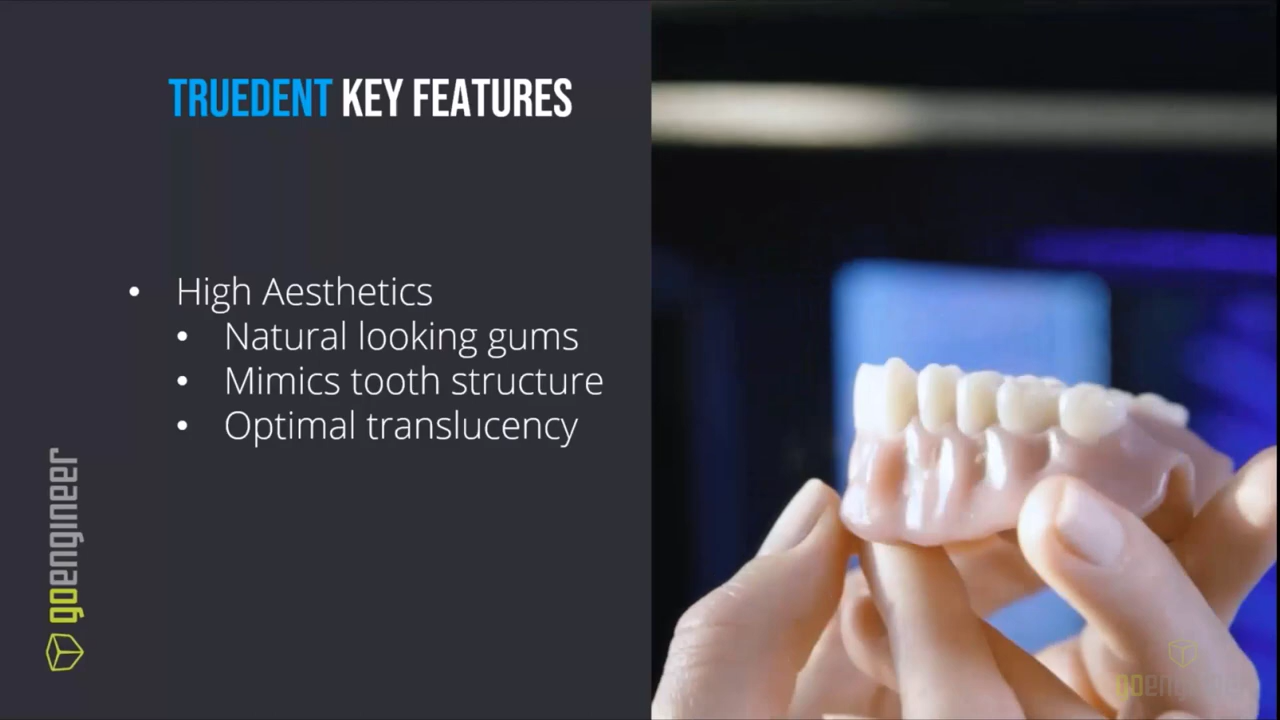 TRUEDENT KEY FEATURES
• High Aesthetics
• Natural looking gums
• Mimics tooth structure
• Optimal translucency
goengineer
goengineer